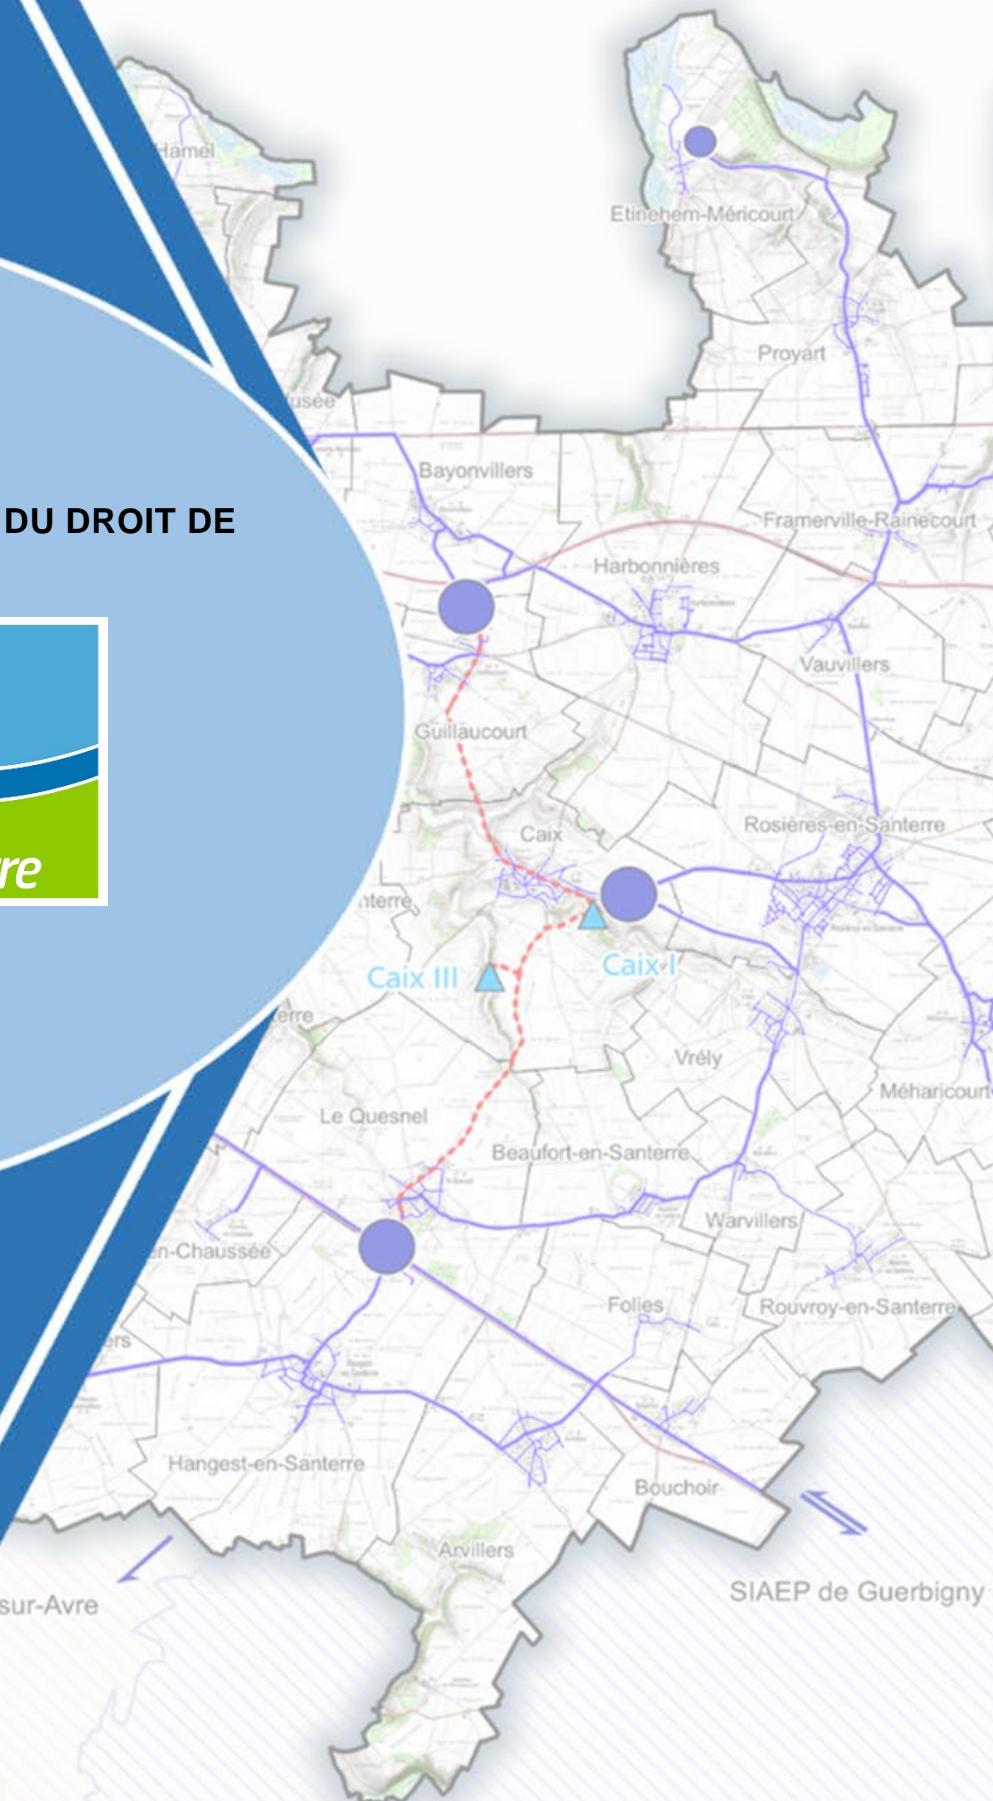 Hamel
Etinehem-Méricourt
Proyart
usée
Bayonvillers
DU DROIT DE
Framerville-Rainecourt
Harbonnières
Vauvillers
Guillaucourt
Rosières-en-Santerre
Caix
re
nterre
Caix III
Caix I
erre
Vrély
Méharicourt
Le Quesnel
Beaufort-en-Santerre
Warvillers
en-Chaussée
Folies
Rouvroy-en-Santerre
ers
Hangest-en-Santerre
Bouchoir
Arvillers
SIAEP de Guerbigny
sur-Avre